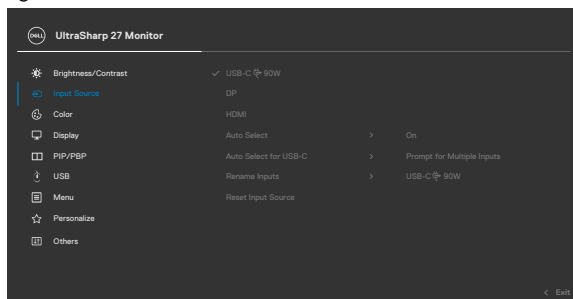 DELL UltraSharp 27 Monitor
Brightness/Contrast USB-C 90W
Input Source DP
Color HDMI
Display Auto Select > On
PIP/PBP Auto Select for USB-C > Prompt for Multiple Inputs
USB Rename Inputs > USB-C 90W
Menu Reset Input Source
Personalize
Others
< Exit